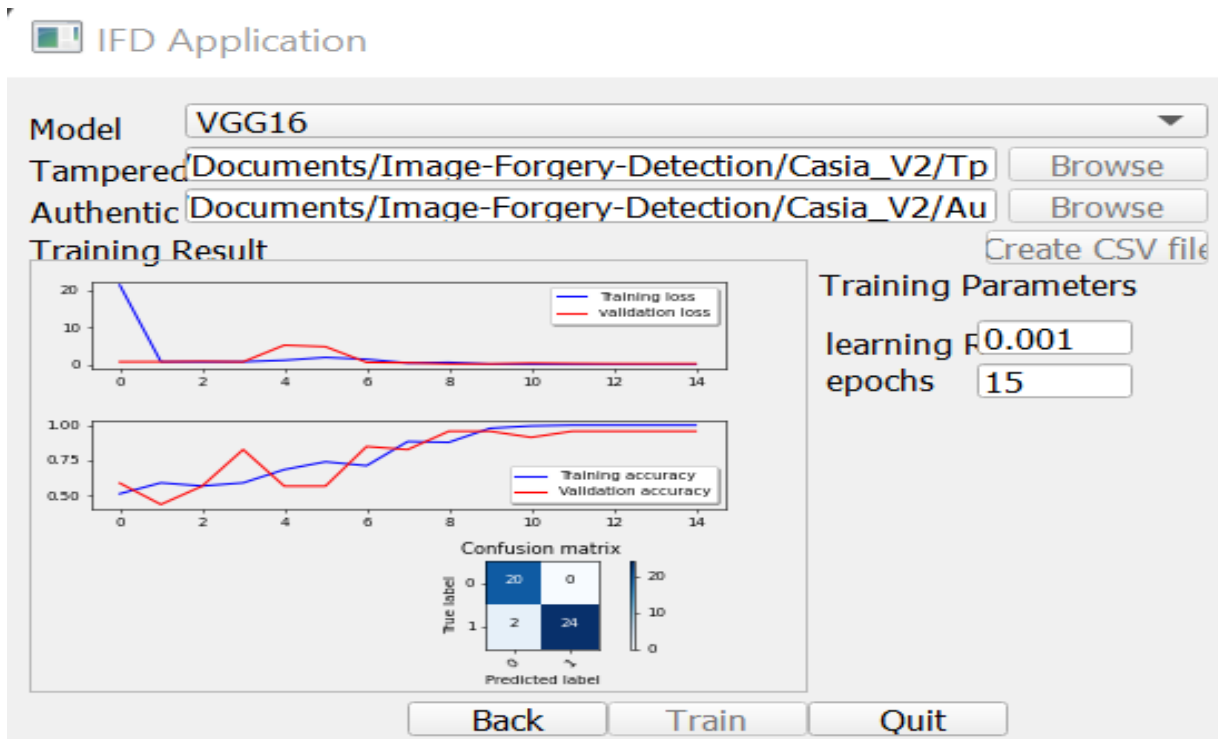 IFD Application
Model VGG16
Tampered /Documents/Image-Forgery-Detection/Casia_V2/Tp Browse
Authentic /Documents/Image-Forgery-Detection/Casia_V2/Au Browse
Training Result Create CSV file
Training Parameters
learning R 0.001
epochs 15
20
10
0
Training loss
validation loss
0 2 4 6 8 10 12 14
1.00
0.75
0.50
Training accuracy
Validation accuracy
0 2 4 6 8 10 12 14
Confusion matrix
True label
0 20 0
1 2 24
0 1
Predicted label
20
10
0
Back Train Quit